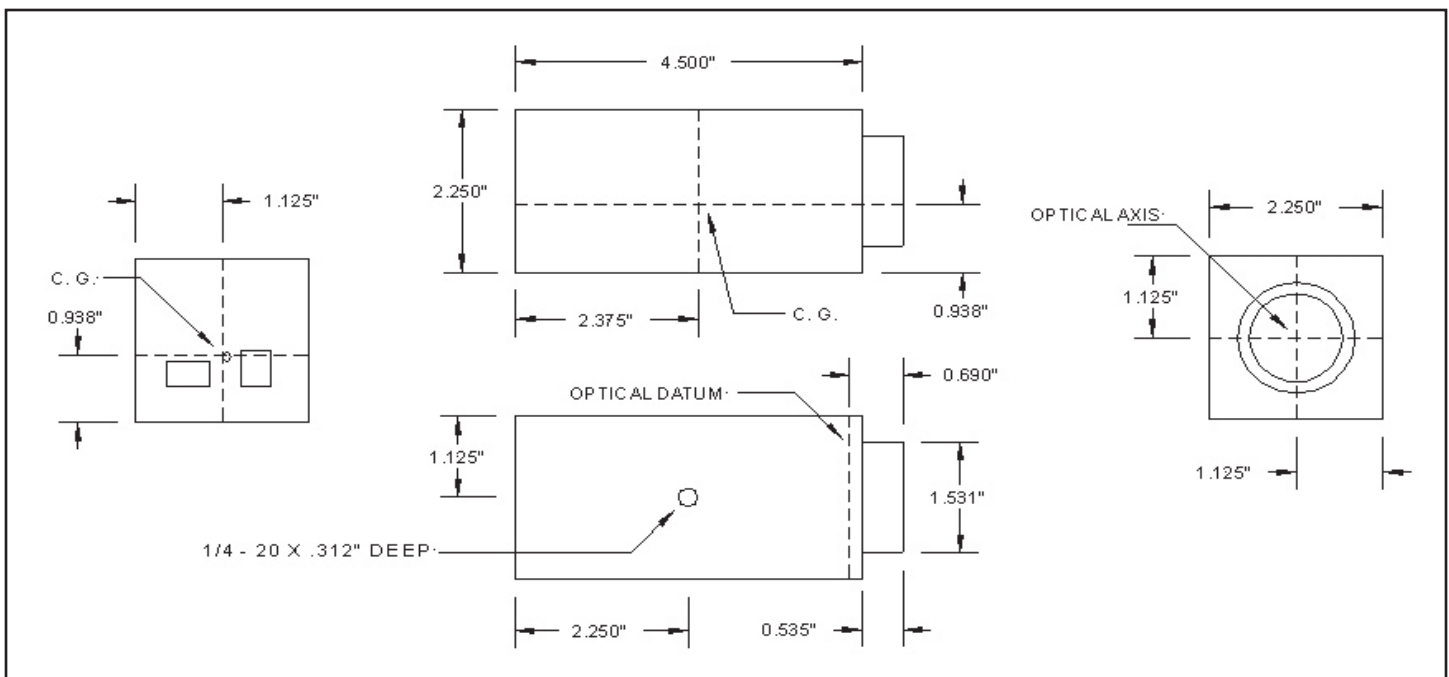 4.500"
2.250"
1.125"
OPTICAL AXIS
2.250"
C. G.
0.938"
2.375"
C. G.
0.938"
1.125"
0.690"
OPTICAL DATUM
1.125"
1.531"
1.125"
1/4 - 20 X .312" DEEP
2.250"
0.535"